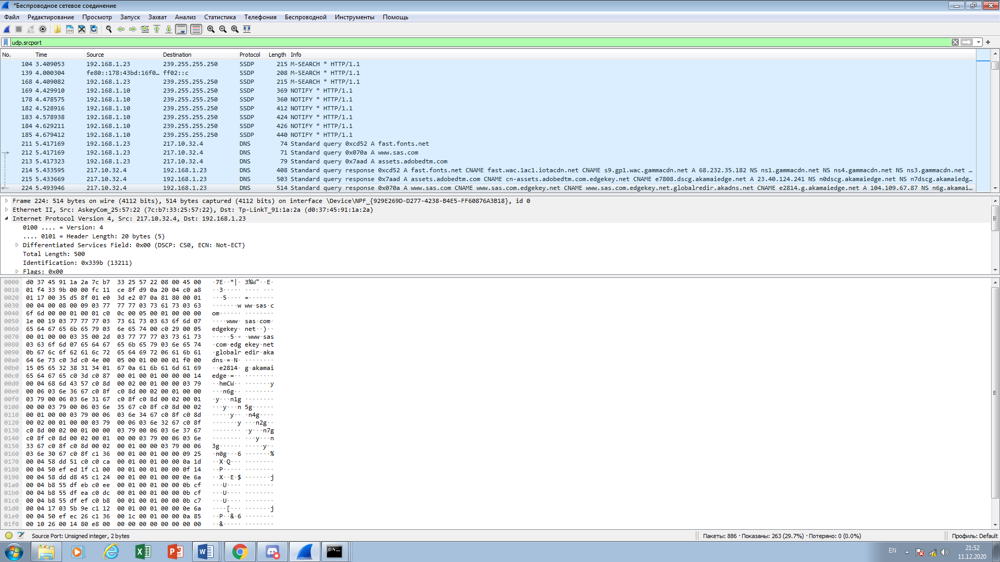 *Беспроводное сетевое соединение
Файл Редактирование Просмотр Запуск Захват Анализ Статистика Телефония Беспроводной Инструменты Помощь
udp.srcport
No. Time Source Destination Protocol Length Info
104 3.409053 192.168.1.23 239.255.255.250 SSDP 215 M-SEARCH * HTTP/1.1
139 4.000304 fe80::178:43bd:16f0… ff02::c SSDP 208 M-SEARCH * HTTP/1.1
168 4.409082 192.168.1.23 239.255.255.250 SSDP 215 M-SEARCH * HTTP/1.1
169 4.429910 192.168.1.10 239.255.255.250 SSDP 369 NOTIFY * HTTP/1.1
178 4.478575 192.168.1.10 239.255.255.250 SSDP 360 NOTIFY * HTTP/1.1
182 4.528916 192.168.1.10 239.255.255.250 SSDP 412 NOTIFY * HTTP/1.1
183 4.578938 192.168.1.10 239.255.255.250 SSDP 424 NOTIFY * HTTP/1.1
184 4.629211 192.168.1.10 239.255.255.250 SSDP 426 NOTIFY * HTTP/1.1
185 4.679412 192.168.1.10 239.255.255.250 SSDP 440 NOTIFY * HTTP/1.1
211 5.417169 192.168.1.23 217.10.32.4 DNS 74 Standard query 0xcd52 A fast.fonts.net
212 5.417169 192.168.1.23 217.10.32.4 DNS 71 Standard query 0x070a A www.sas.com
213 5.417323 192.168.1.23 217.10.32.4 DNS 79 Standard query 0x7aad A assets.adobedtm.com
214 5.433595 217.10.32.4 192.168.1.23 DNS 408 Standard query response 0xcd52 A fast.fonts.net CNAME fast.wac.1ac1.iotacdn.net CNAME s9.gp1.wac.gammacdn.net A 68.232.35.182 NS ns1.gammacdn.net NS ns4.gammacdn.net NS ns3.gammacdn.net …
215 5.433669 217.10.32.4 192.168.1.23 DNS 503 Standard query response 0x7aad A assets.adobedtm.com CNAME cn-assets.adobedtm.com.edgekey.net CNAME e7808.dscg.akamaiedge.net A 23.40.124.241 NS n0dscg.akamaiedge.net NS n7dscg.akamaiedg…
224 5.493946 217.10.32.4 192.168.1.23 DNS 514 Standard query response 0x070a A www.sas.com CNAME www.sas.com.edgekey.net CNAME www.sas.com.edgekey.net.globalredir.akadns.net CNAME e2814.g.akamaiedge.net A 104.109.67.87 NS n6g.akamai…
Frame 224: 514 bytes on wire (4112 bits), 514 bytes captured (4112 bits) on interface \Device\NPF_{929E269D-D277-4238-B4E5-FF60876A3B18}, id 0
Ethernet II, Src: AskeyCom_25:57:22 (7c:b7:33:25:57:22), Dst: Tp-LinkT_91:1a:2a (d0:37:45:91:1a:2a)
Internet Protocol Version 4, Src: 217.10.32.4, Dst: 192.168.1.23
0100 .... = Version: 4
.... 0101 = Header Length: 20 bytes (5)
Differentiated Services Field: 0x00 (DSCP: CS0, ECN: Not-ECT)
Total Length: 500
Identification: 0x339b (13211)
Flags: 0x00
0000 d0 37 45 91 1a 2a 7c b7 33 25 57 22 08 00 45 00 ·7E··*|· 3%W"··E·
0010 01 f4 33 9b 00 00 fc 11 ce 8f d9 0a 20 04 c0 a8 ··3····· ···· ···
0020 01 17 00 35 d5 8f 01 e0 3d e2 07 0a 81 80 00 01 ···5···· =·······
0030 00 04 00 08 00 09 03 77 77 77 03 73 61 73 03 63 ·······w ww·sas·c
0040 6f 6d 00 00 01 00 01 c0 0c 00 05 00 01 00 00 00 om······ ········
0050 1e 00 19 03 77 77 77 03 73 61 73 03 63 6f 6d 07 ····www· sas·com·
0060 65 64 67 65 6b 65 79 03 6e 65 74 00 c0 29 00 05 edgekey· net··)··
0070 00 01 00 00 03 35 00 2d 03 77 77 77 03 73 61 73 ·····5·- ·www·sas
0080 03 63 6f 6d 07 65 64 67 65 6b 65 79 03 6e 65 74 ·com·edg ekey·net
0090 0b 67 6c 6f 62 61 6c 72 65 64 69 72 06 61 6b 61 ·globalr edir·aka
00a0 64 6e 73 c0 3d c0 4e 00 05 00 01 00 00 01 f0 00 dns·=·N· ········
00b0 15 05 65 32 38 31 34 01 67 0a 61 6b 61 6d 61 69 ··e2814· g·akamai
00c0 65 64 67 65 c0 3d c0 87 00 01 00 01 00 00 00 14 edge·=·· ········
00d0 00 04 68 6d 43 57 c0 8d 00 02 00 01 00 00 03 79 ··hmCW·· ·······y
00e0 00 06 03 6e 36 67 c0 8f c0 8d 00 02 00 01 00 00 ···n6g·· ········
00f0 03 79 00 06 03 6e 31 67 c0 8f c0 8d 00 02 00 01 ·y···n1g ········
0100 00 00 03 79 00 06 03 6e 35 67 c0 8f c0 8d 00 02 ···y···n 5g······
0110 00 01 00 00 03 79 00 06 03 6e 34 67 c0 8f c0 8d ·····y·· ·n4g····
0120 00 02 00 01 00 00 03 79 00 06 03 6e 32 67 c0 8f ·······y ···n2g··
0130 c0 8d 00 02 00 01 00 00 03 79 00 06 03 6e 37 67 ········ ·y···n7g
0140 c0 8f c0 8d 00 02 00 01 00 00 03 79 00 06 03 6e ········ ···y···n
0150 33 67 c0 8f c0 8d 00 02 00 01 00 00 03 79 00 06 3g······ ·····y··
0160 03 6e 30 67 c0 8f c1 36 00 01 00 01 00 00 09 25 ·n0g···6 ·······%
0170 00 04 58 dd 51 c0 c0 ca 00 01 00 01 00 00 0a 1d ··X·Q··· ········
0180 00 04 50 ef ed 1f c1 00 00 01 00 01 00 00 0f 14 ··P····· ········
0190 00 04 58 dd d8 45 c1 24 00 01 00 01 00 00 0e 6a ··X··E·$ ·······j
01a0 00 04 b8 55 df eb c0 ee 00 01 00 01 00 00 0b cf ···U···· ········
01b0 00 04 b8 55 df ea c0 dc 00 01 00 01 00 00 0b cf ···U···· ········
01c0 00 04 b8 55 df ef c0 b8 00 01 00 01 00 00 0b c7 ···U···· ········
01d0 00 04 17 03 5b 9e c1 12 00 01 00 01 00 00 0e 6a ····[··· ·······j
01e0 00 04 50 ef ec 26 c1 36 00 1c 00 01 00 00 0a 85 ··P··&·6 ········
01f0 00 10 26 00 14 80 e8 00 00 00 00 00 00 00 00 00 ··&····· ········
Source Port: Unsigned integer, 2 bytes
Пакеты: 886 · Показаны: 263 (29.7%) · Потеряно: 0 (0.0%)
Профиль: Default
EN
21:52
11.12.2020